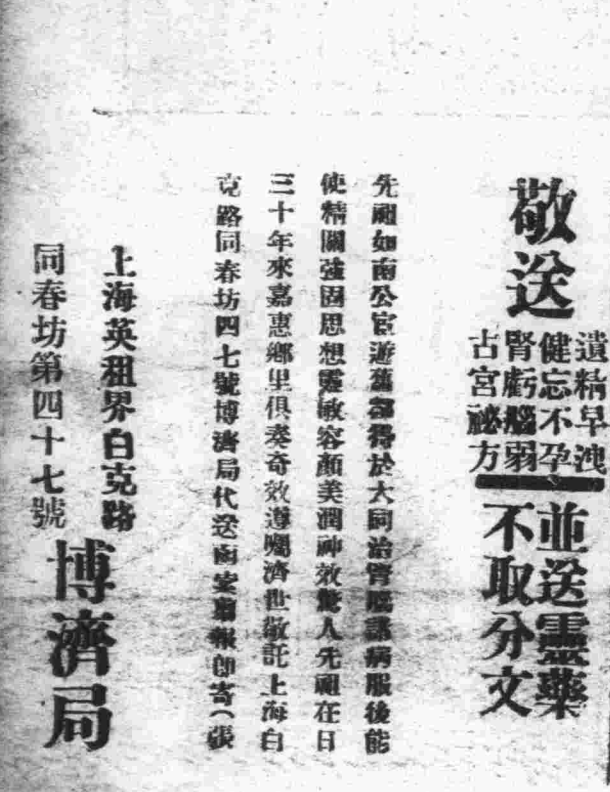 敬送
遺精早洩
健忘不孕
腎虧腦弱
古宮祕方
並送靈藥
不取分文
先祖如南公宦遊舊都得於大同治腎腦諸病服後能
使精關強固思想靈敏容顏美潤神效驚人先祖在日
三十年來嘉惠鄉里俱奏奇效遵囑濟世敬託上海白
克路同春坊四七號博濟局代送函索書報即寄（張
上海英租界白克路
同春坊第四十七號
博濟局